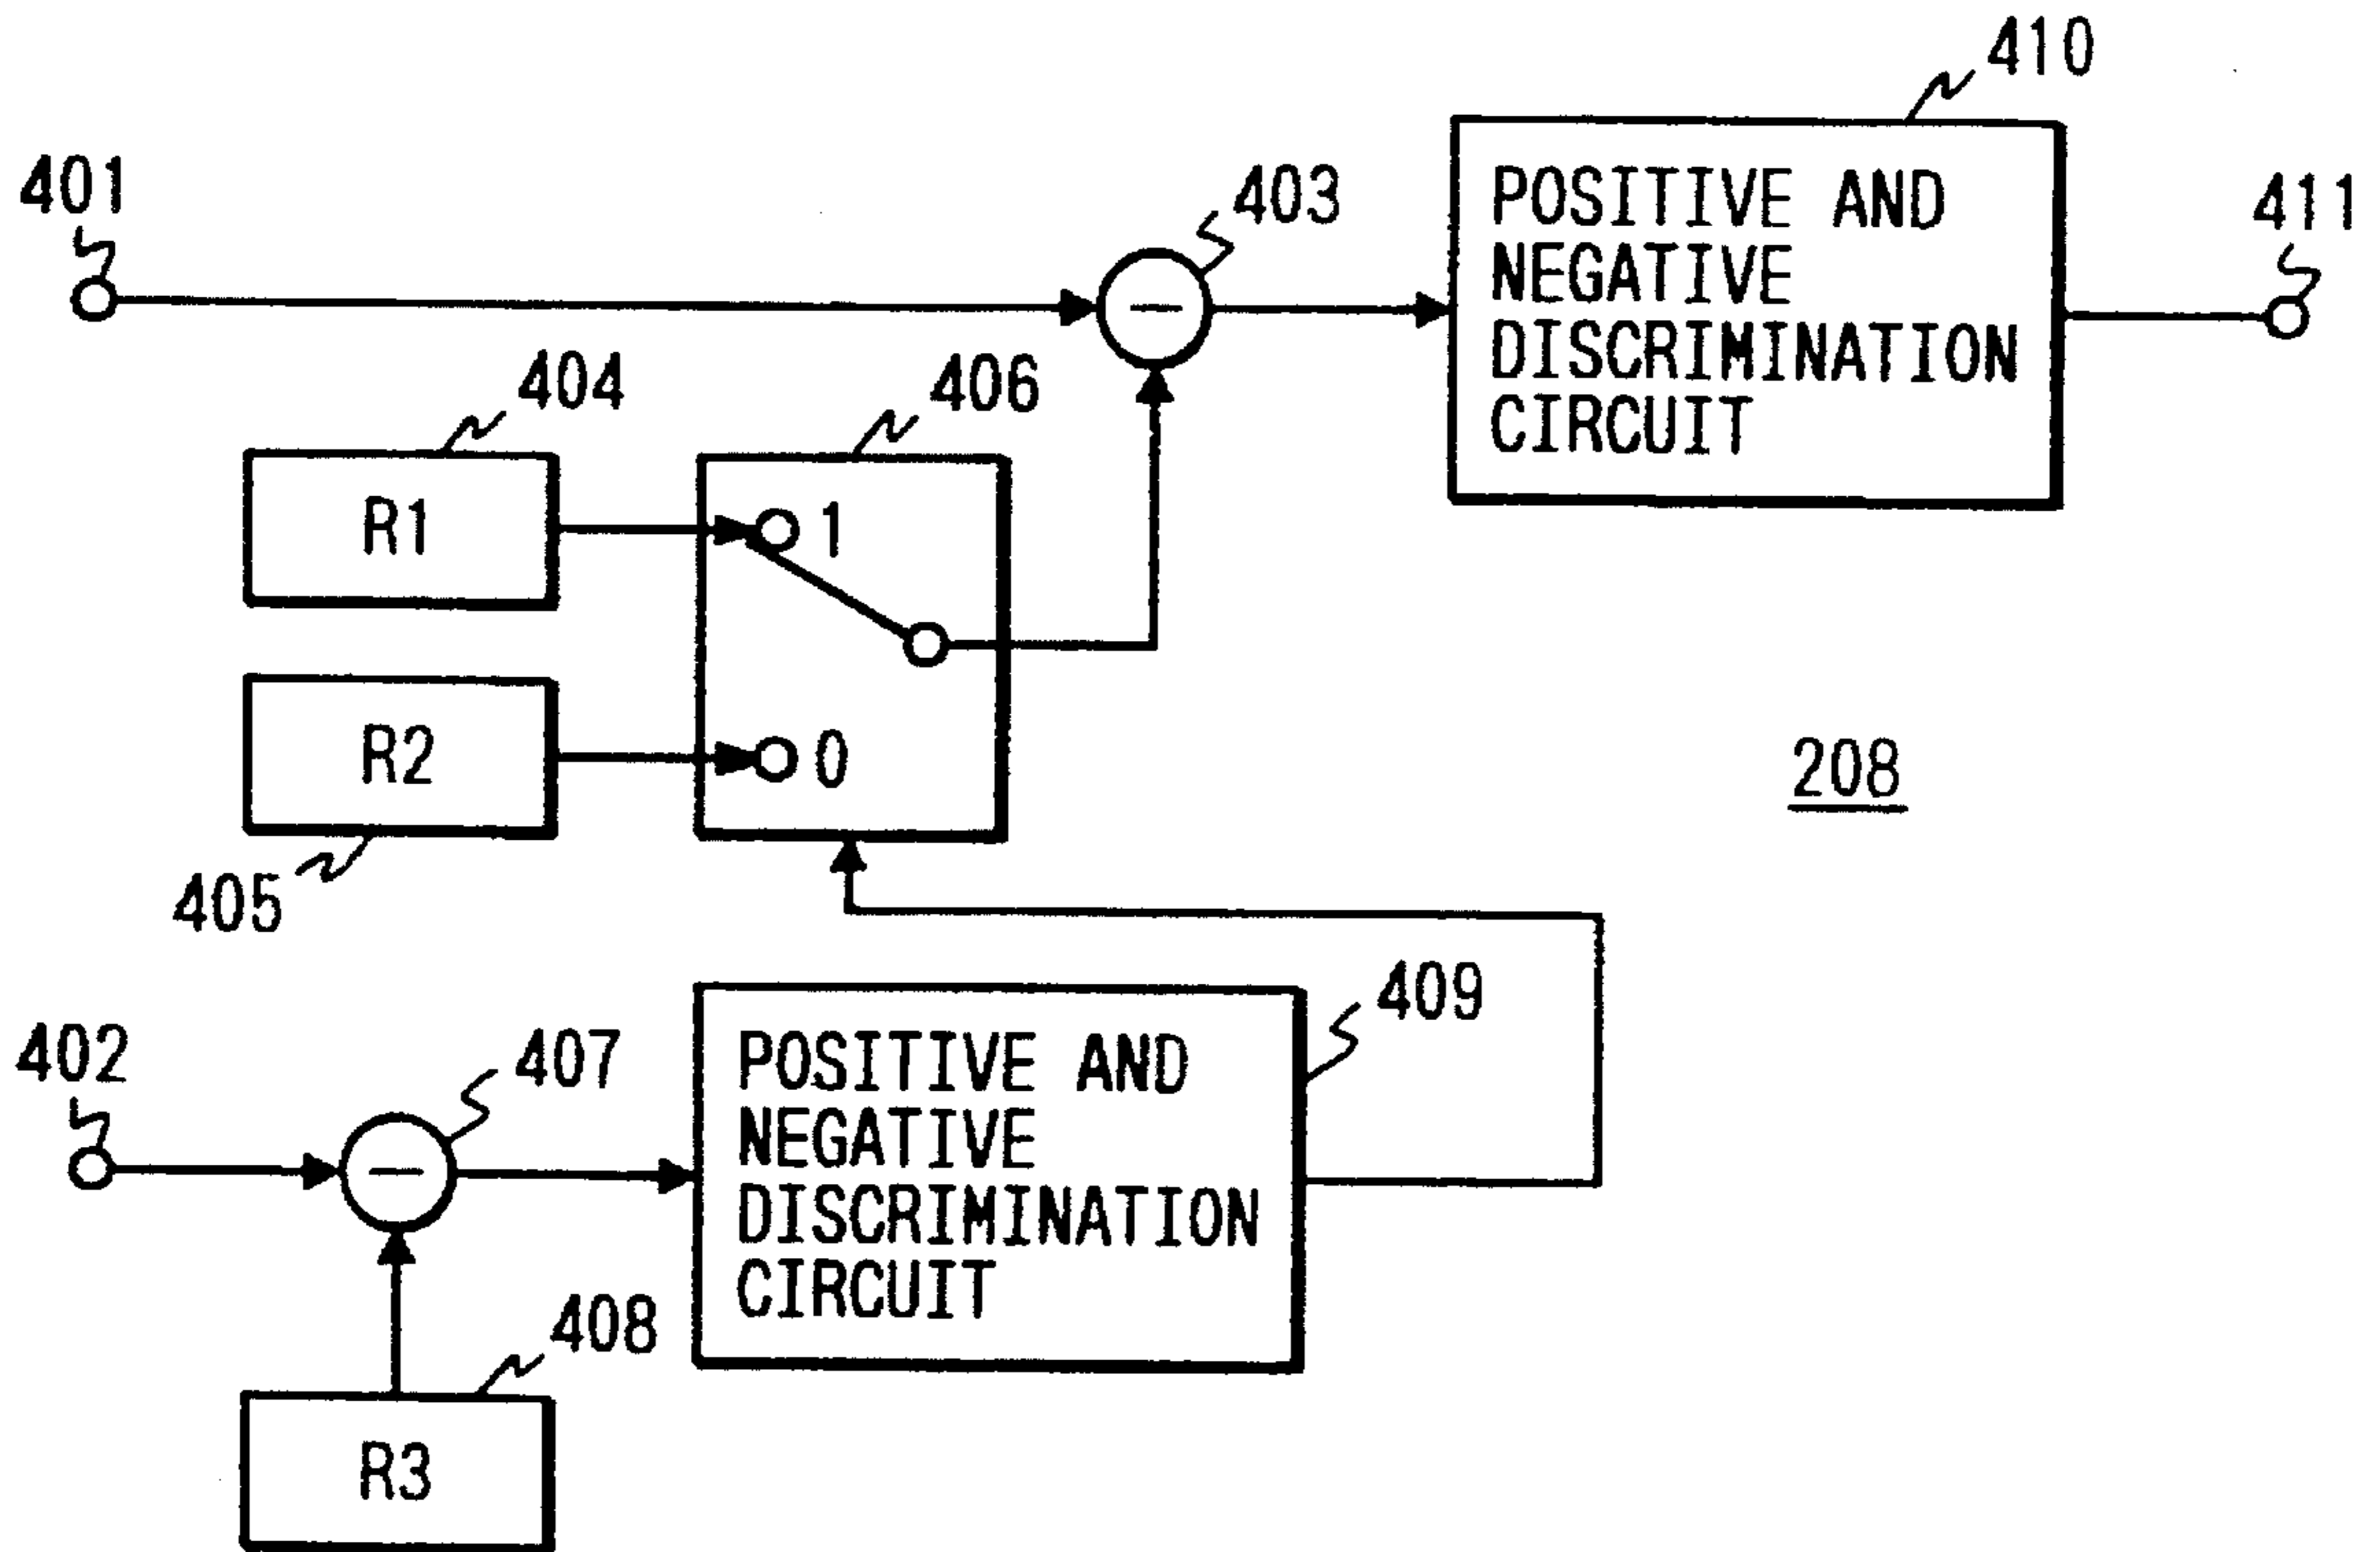 410
401
403
POSITIVE AND
NEGATIVE
DISCRIMINATION
CIRCUIT
411
404
406
R1
1
R2
0
208
405
409
402
407
POSITIVE AND
NEGATIVE
DISCRIMINATION
CIRCUIT
408
R3